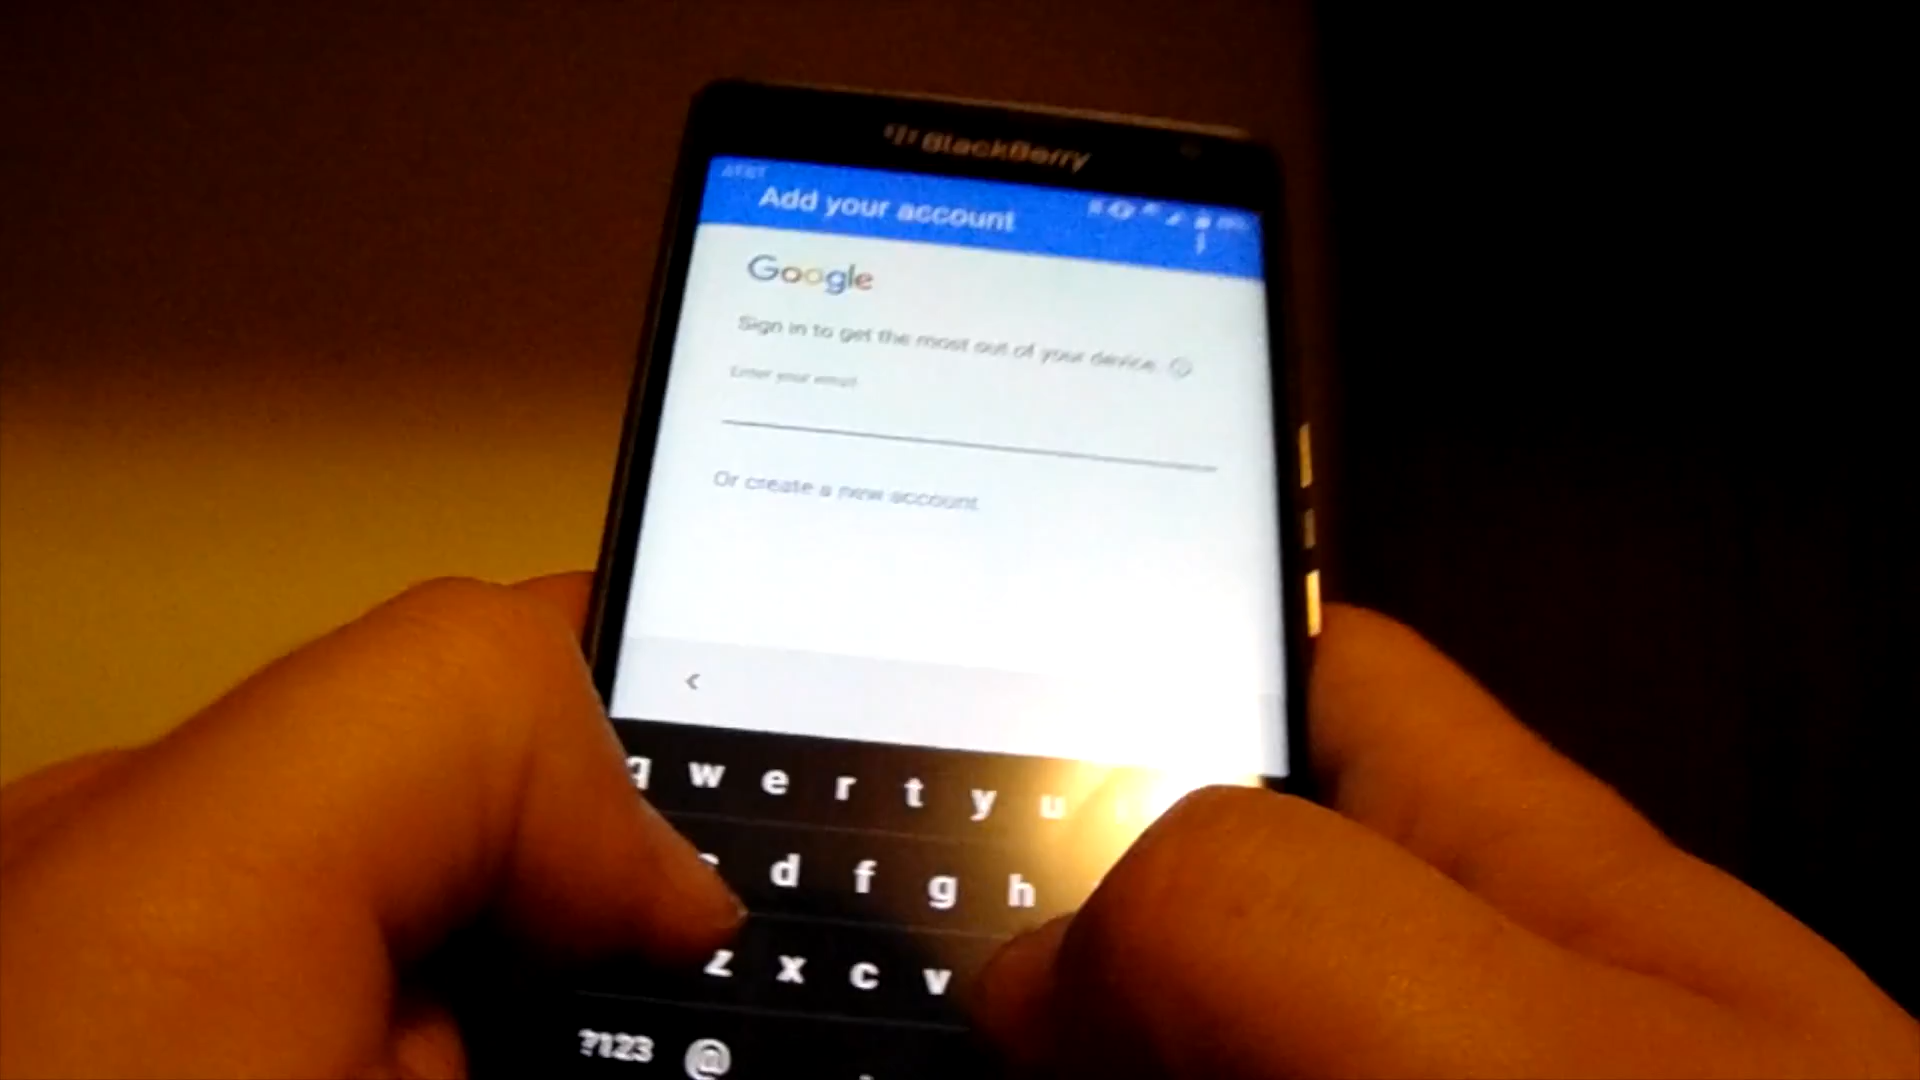 BlackBerry
AT&T
Add your account
Google
Sign in to get the most out of your device.
Enter your email
Or create a new account
<
q w e r t y u
d f g h
z x c v
?123 @